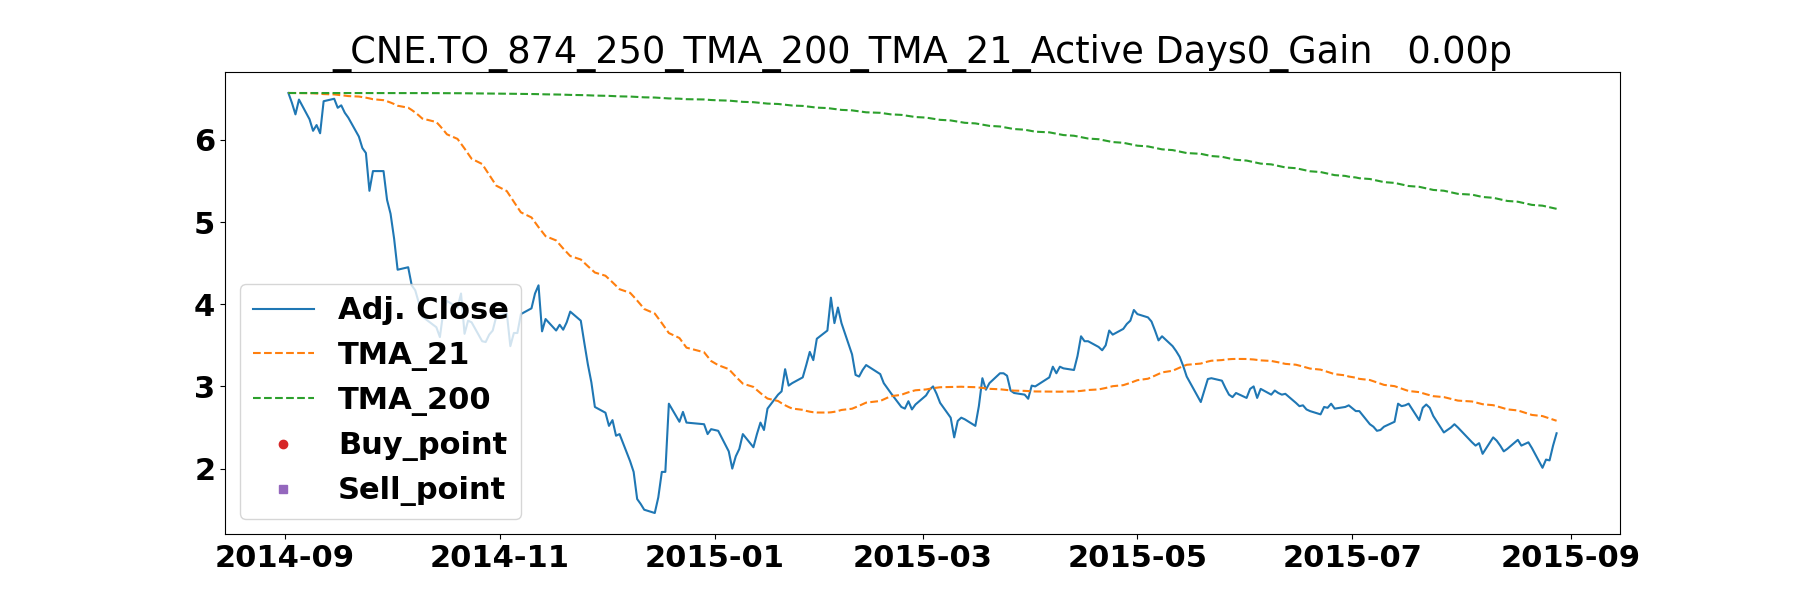 _CNE.TO_874_250_TMA_200_TMA_21_Active Days0_Gain   0.00p
6
5
4
3
2
Adj. Close
TMA_21
TMA_200
Buy_point
Sell_point
2014-09 2014-11 2015-01 2015-03 2015-05 2015-07 2015-09